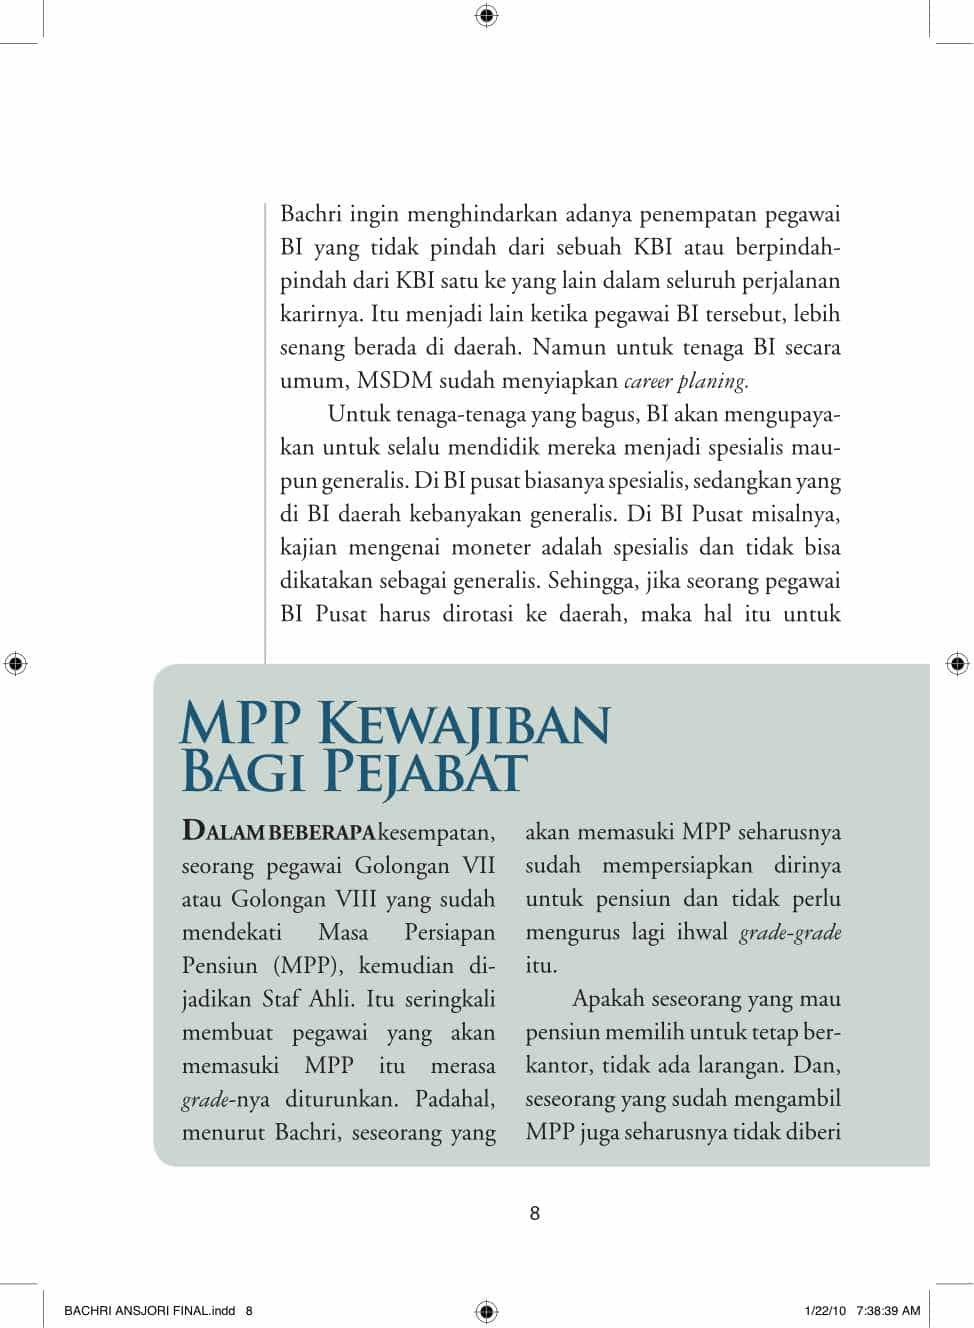 Bachri ingin menghindarkan adanya penempatan pegawai
BI yang tidak pindah dari sebuah KBI atau berpindah-
pindah dari KBI satu ke yang lain dalam seluruh perjalanan
karirnya. Itu menjadi lain ketika pegawai BI tersebut, lebih
senang berada di daerah. Namun untuk tenaga BI secara
umum, MSDM sudah menyiapkan career planing.
Untuk tenaga-tenaga yang bagus, BI akan mengupaya-
kan untuk selalu mendidik mereka menjadi spesialis mau-
pun generalis. Di BI pusat biasanya spesialis, sedangkan yang
di BI daerah kebanyakan generalis. Di BI Pusat misalnya,
kajian mengenai moneter adalah spesialis dan tidak bisa
dikatakan sebagai generalis. Sehingga, jika seorang pegawai
BI Pusat harus dirotasi ke daerah, maka hal itu untuk
MPP KEWAJIBAN
BAGI PEJABAT
DALAM BEBERAPA kesempatan,
seorang pegawai Golongan VII
atau Golongan VIII yang sudah
mendekati Masa Persiapan
Pensiun (MPP), kemudian di-
jadikan Staf Ahli. Itu seringkali
membuat pegawai yang akan
memasuki MPP itu merasa
grade-nya diturunkan. Padahal,
menurut Bachri, seseorang yang
akan memasuki MPP seharusnya
sudah mempersiapkan dirinya
untuk pensiun dan tidak perlu
mengurus lagi ihwal grade-grade
itu.
Apakah seseorang yang mau
pensiun memilih untuk tetap ber-
kantor, tidak ada larangan. Dan,
seseorang yang sudah mengambil
MPP juga seharusnya tidak diberi
8
BACHRI ANSJORI FINAL.indd 8
1/22/10 7:38:39 AM